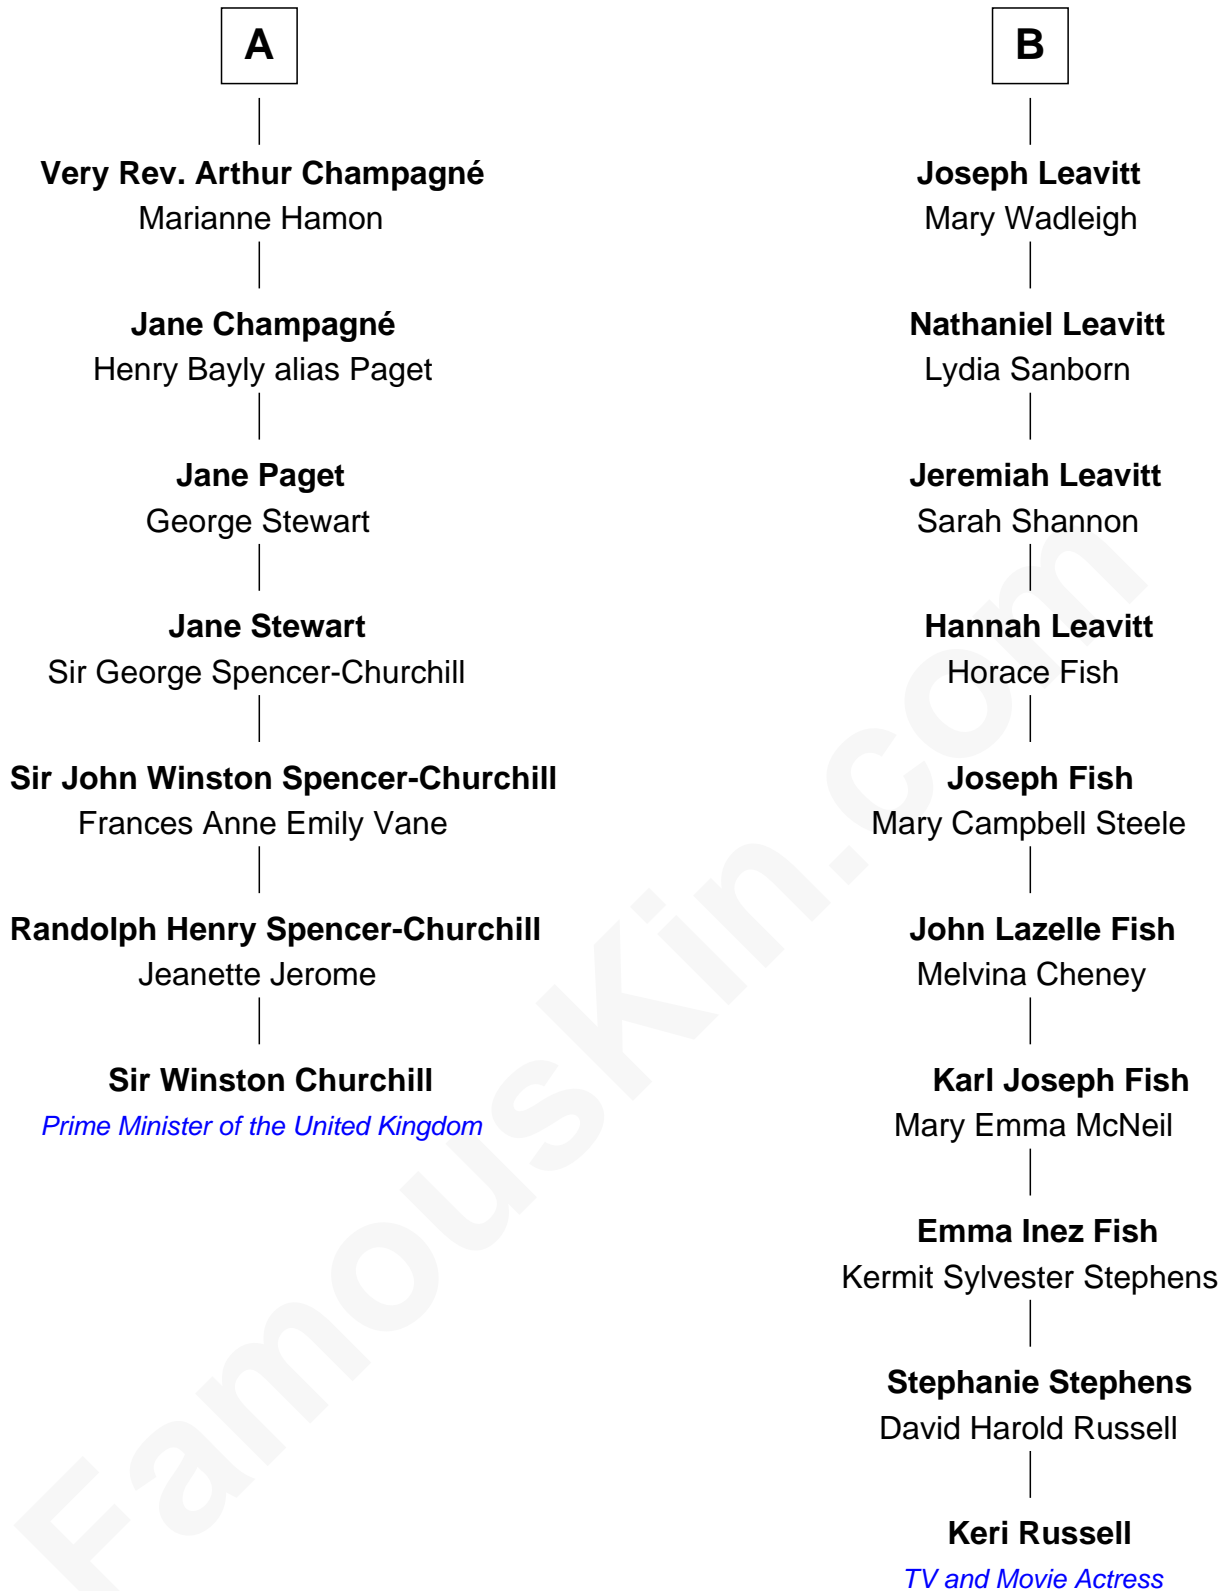 A
Very Rev. Arthur Champagné
Marianne Hamon
Jane Champagné
Henry Bayly alias Paget
Jane Paget
George Stewart
Jane Stewart
Sir George Spencer-Churchill
Sir John Winston Spencer-Churchill
Frances Anne Emily Vane
Randolph Henry Spencer-Churchill
Jeanette Jerome
Sir Winston Churchill
Prime Minister of the United Kingdom
B
Joseph Leavitt
Mary Wadleigh
Nathaniel Leavitt
Lydia Sanborn
Jeremiah Leavitt
Sarah Shannon
Hannah Leavitt
Horace Fish
Joseph Fish
Mary Campbell Steele
John Lazelle Fish
Melvina Cheney
Karl Joseph Fish
Mary Emma McNeil
Emma Inez Fish
Kermit Sylvester Stephens
Stephanie Stephens
David Harold Russell
Keri Russell
TV and Movie Actress
FamousKin.com